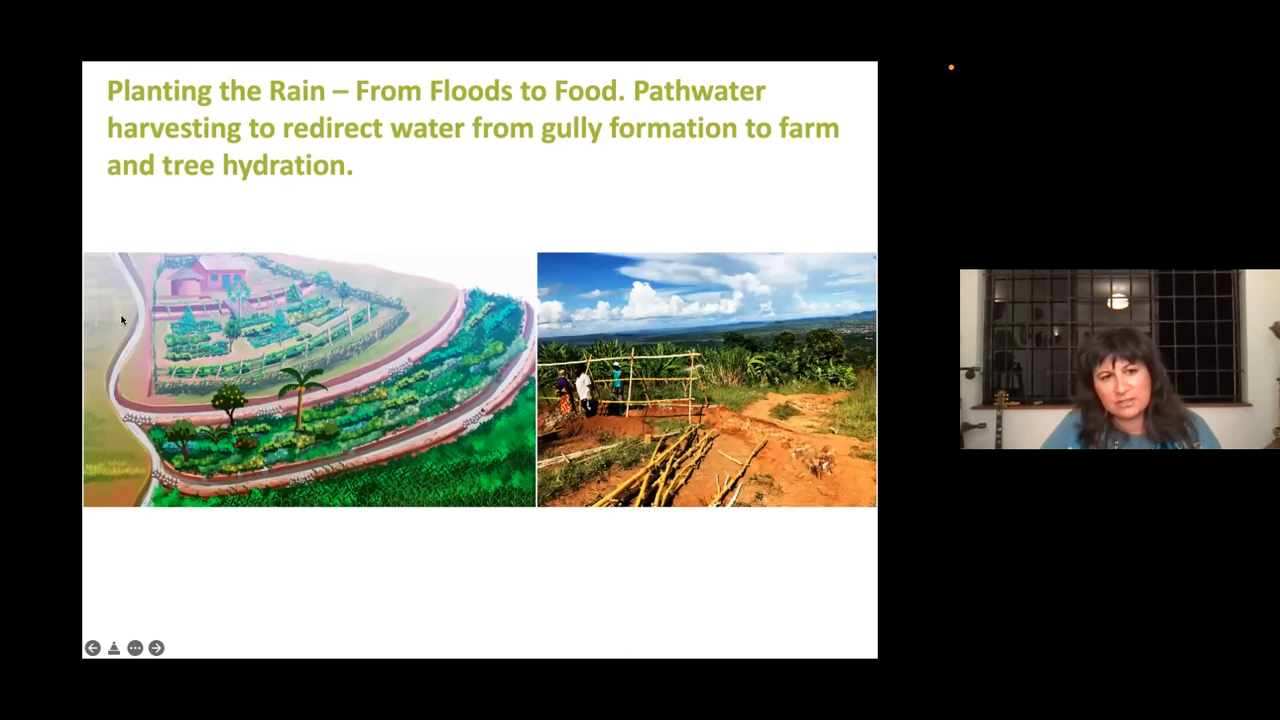 Planting the Rain – From Floods to Food. Pathwater
harvesting to redirect water from gully formation to farm
and tree hydration.